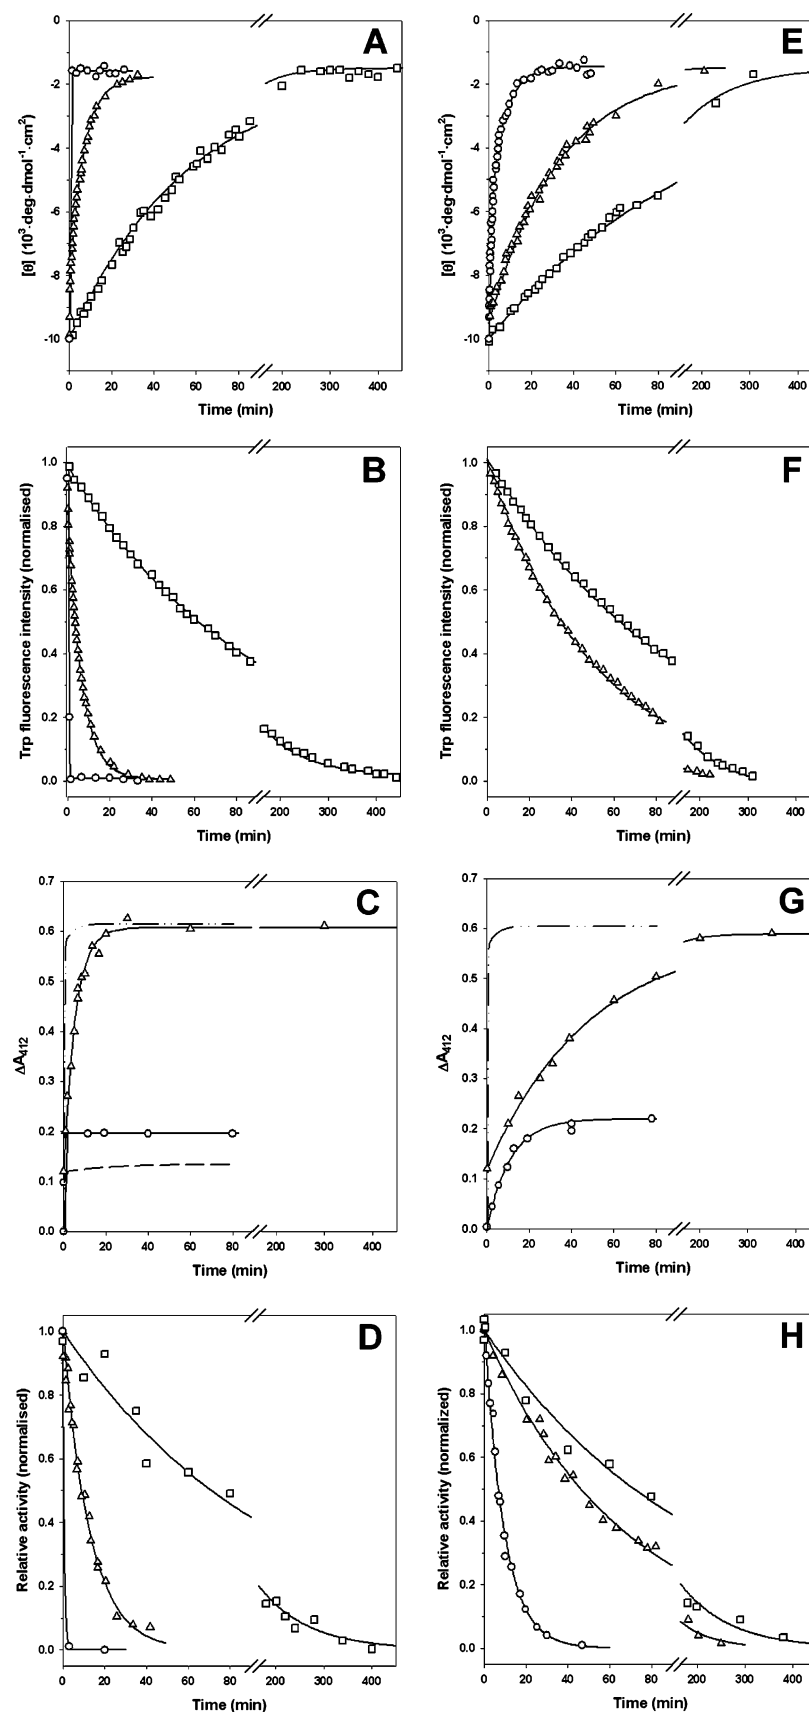 A
[θ] (10³·deg·dmol⁻¹·cm²)
0
-2
-4
-6
-8
-10
0 20 40 60 80 200 300 400
Time (min)
E
[θ] (10³·deg·dmol⁻¹·cm²)
0
-2
-4
-6
-8
-10
0 20 40 60 80 200 300 400
Time (min)
B
Trp fluorescence intensity (normalised)
1.0
0.8
0.6
0.4
0.2
0.0
0 20 40 60 80 200 300 400
Time (min)
F
Trp fluorescence intensity (normalised)
1.0
0.8
0.6
0.4
0.2
0.0
0 20 40 60 80 200 300 400
Time (min)
C
ΔA₄₁₂
0.7
0.6
0.5
0.4
0.3
0.2
0.1
0.0
0 20 40 60 80 200 300 400
Time (min)
G
ΔA₄₁₂
0.7
0.6
0.5
0.4
0.3
0.2
0.1
0.0
0 20 40 60 80 200 300 400
Time (min)
D
Relative activity (normalised)
1.0
0.8
0.6
0.4
0.2
0.0
0 20 40 60 80 200 300 400
Time (min)
H
Relative activity (normalized)
1.0
0.8
0.6
0.4
0.2
0.0
0 20 40 60 80 200 300 400
Time (min)